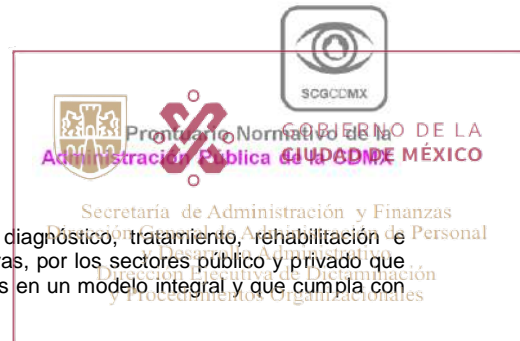 SCGCDMX
Prontuario Normativo de la
Administración Pública de la CDMX
GOBIERNO DE LA
CIUDAD DE MÉXICO
Secretaría de Administración y Finanzas
Dirección General de Administración de Personal
y Desarrollo Administrativo
Dirección Ejecutiva de Dictaminación
y Procedimientos Organizacionales
diagnóstico, tratamiento, rehabilitación e
ras, por los sectores público y privado que
s en un modelo integral y que cumpla con